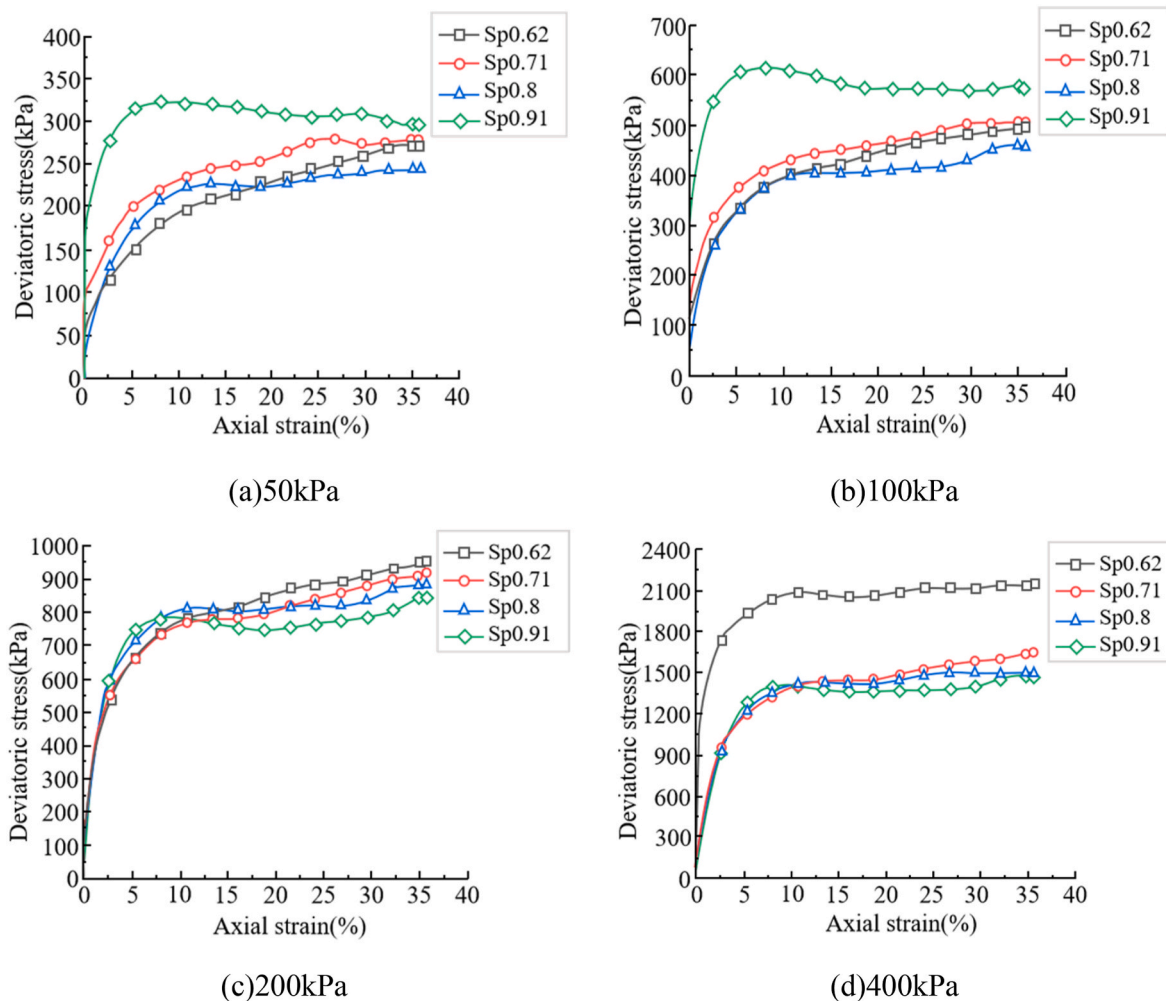 400
350
300
250
200
150
100
50
0
0 5 10 15 20 25 30 35 40
Deviatoric stress(kPa)
Axial strain(%)
Sp0.62
Sp0.71
Sp0.8
Sp0.91
(a)50kPa
700
600
500
400
300
200
100
0
0 5 10 15 20 25 30 35 40
Deviatoric stress(kPa)
Axial strain(%)
Sp0.62
Sp0.71
Sp0.8
Sp0.91
(b)100kPa
1000
900
800
700
600
500
400
300
200
100
0
0 5 10 15 20 25 30 35 40
Deviatoric stress(kPa)
Axial strain(%)
Sp0.62
Sp0.71
Sp0.8
Sp0.91
(c)200kPa
2400
2100
1800
1500
1200
900
600
300
0
0 5 10 15 20 25 30 35 40
Deviatoric stress(kPa)
Axial strain(%)
Sp0.62
Sp0.71
Sp0.8
Sp0.91
(d)400kPa